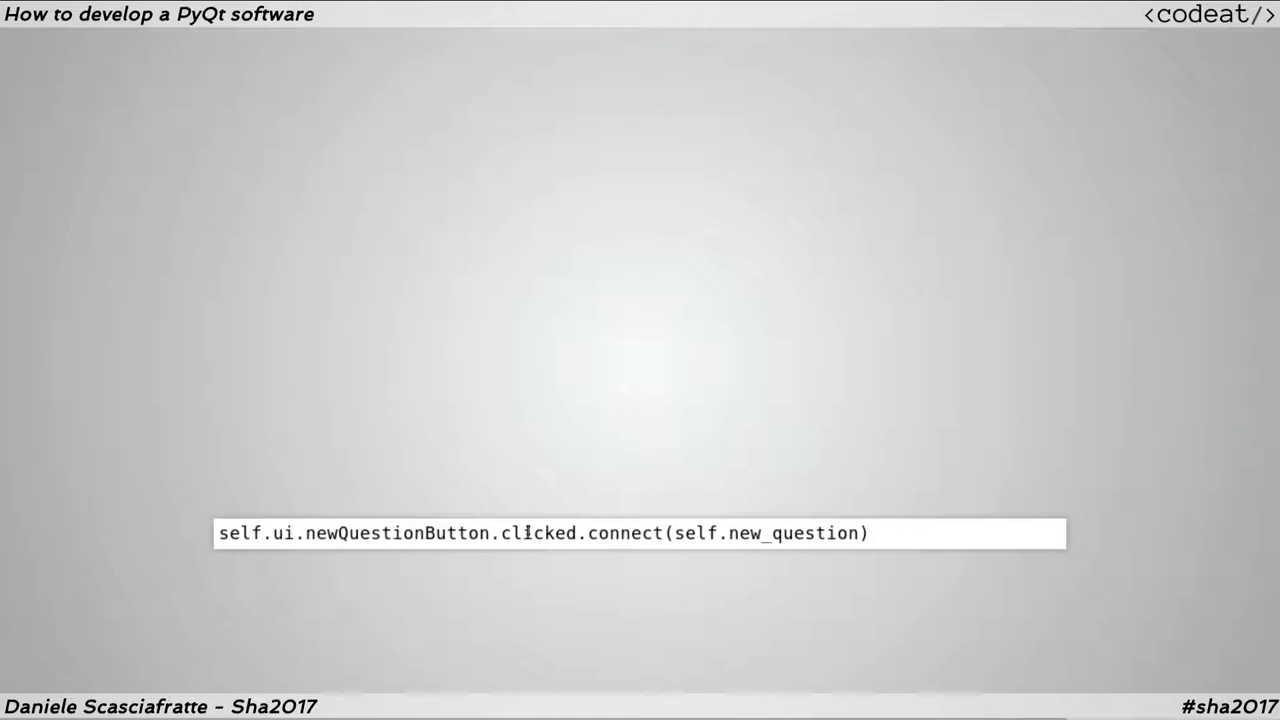 How to develop a PyQt software
<codeat/>
self.ui.newQuestionButton.clicked.connect(self.new_question)
Daniele Scasciafratte - Sha2017
#sha2017